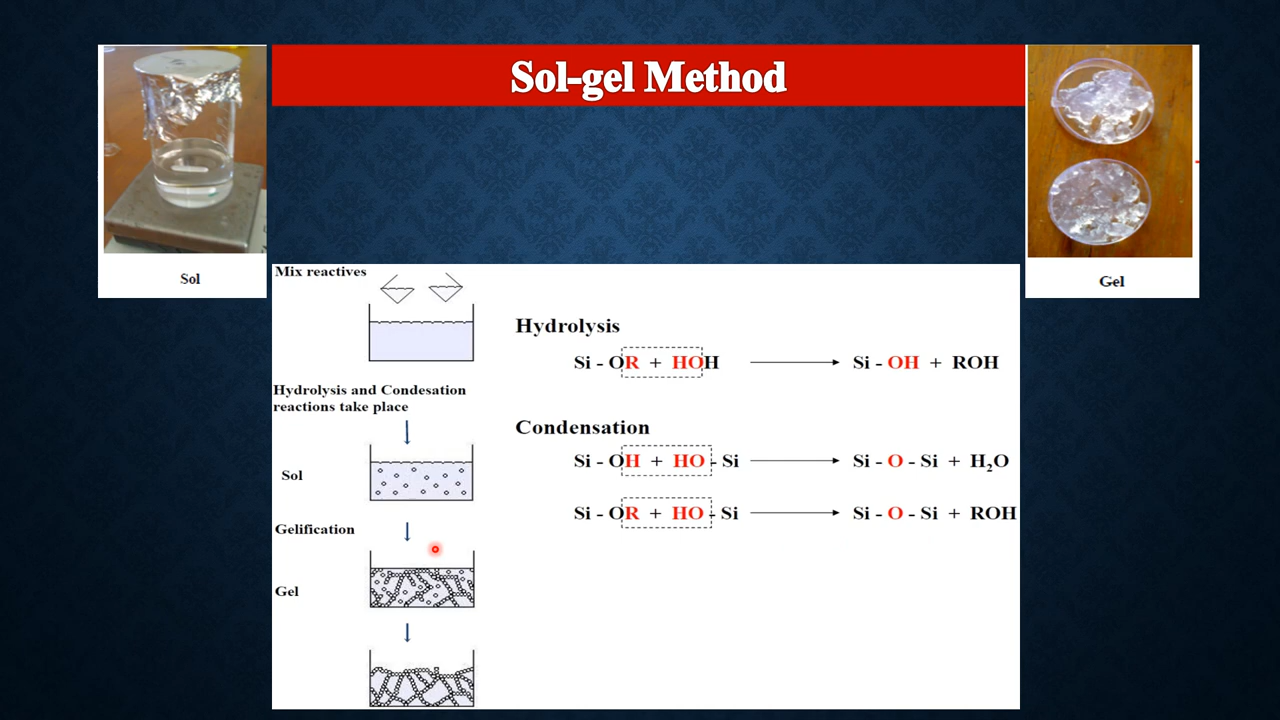 Sol-gel Method
Sol
Gel
Mix reactives
Hydrolysis and Condesation
reactions take place
Sol
Gelification
Gel
Hydrolysis
Si - OR + HOH Si - OH + ROH
Condensation
Si - OH + HO - Si Si - O - Si + H₂O
Si - OR + HO - Si Si - O - Si + ROH